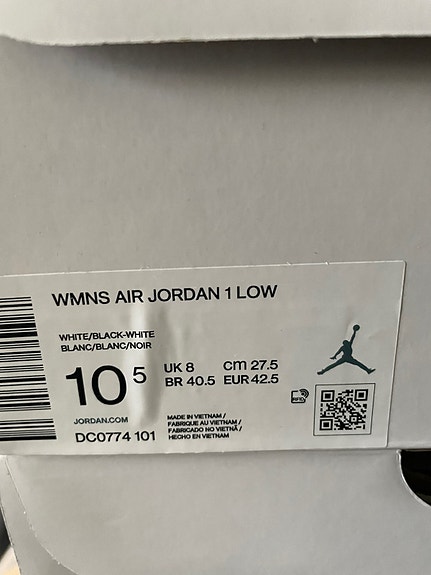 WMNS AIR JORDAN 1 LOW
WHITE/BLACK-WHITE
BLANC/BLANC/NOIR
10 5
UK 8 cm 27.5
BR 40.5 EUR 42.5
RFID
JORDAN.COM
DC0774 101
MADE IN VIETNAM /
FABRIQUE AU VIETNAM /
FABRICADO NO VIETNÃ /
HECHO EN VIETNAM